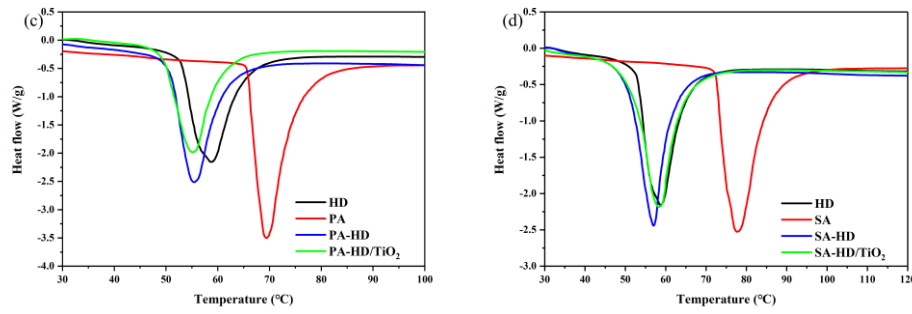 (c)
0.5
0.0
-0.5
-1.0
-1.5
-2.0
-2.5
-3.0
-3.5
-4.0
Heat flow (W/g)
HD
PA
PA-HD
PA-HD/TiO₂
30 40 50 60 70 80 90 100
Temperature (°C)
(d)
0.5
0.0
-0.5
-1.0
-1.5
-2.0
-2.5
-3.0
Heat flow (W/g)
HD
SA
SA-HD
SA-HD/TiO₂
30 40 50 60 70 80 90 100 110 120
Temperature (°C)